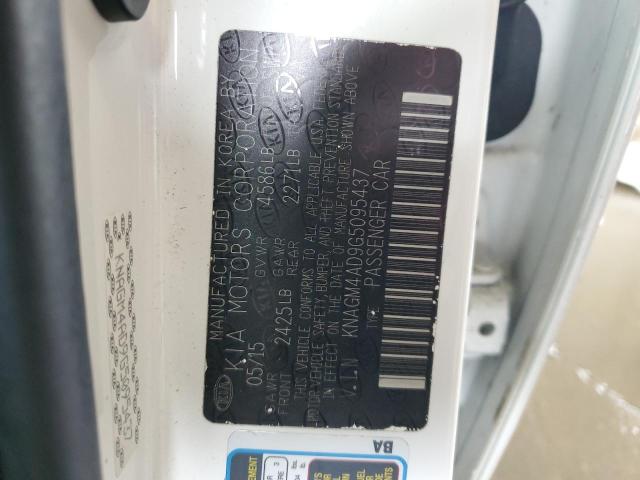 MANUFACTURED IN KOREA BY
KIA MOTORS CORPORATION
05/15 GVWR 4586LB
GAWR FRONT 2425LB GAWR REAR 2271LB
THIS VEHICLE CONFORMS TO ALL APPLICABLE U.S.A. FEDERAL
MOTOR VEHICLE SAFETY, BUMPER, AND THEFT PREVENTION STANDARDS
IN EFFECT ON THE DATE OF MANUFACTURE SHOWN ABOVE
V.I.N KNAGM4AD9G5095437
TYPE: PASSENGER CAR
KIA
BA